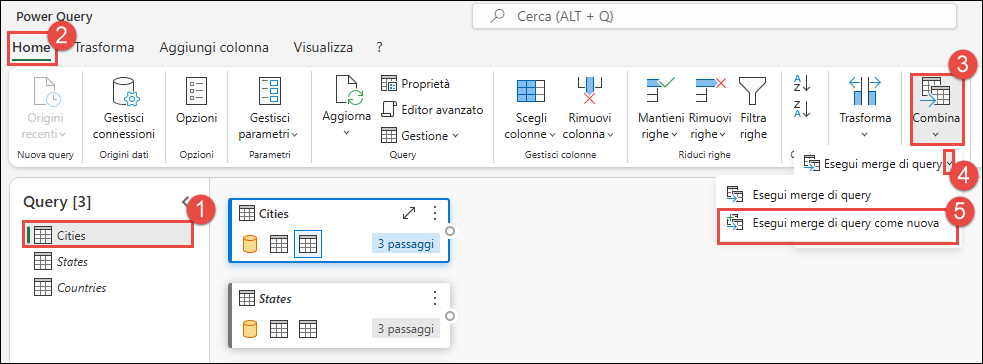 Power Query
Cerca (ALT + Q)
2
Home
Trasforma
Aggiungi colonna
Visualizza
?
3
Origini
recenti
Gestisci
connessioni
Opzioni
Gestisci
parametri
Aggiorna
Proprietà
Editor avanzato
Gestione
Scegli
colonne
Rimuovi
colonna
Mantieni
righe
Rimuovi
righe
Filtra
righe
A
Z
Z
A
Trasforma
Combina
Nuova query
Origini dati
Opzioni
Parametri
Query
Gestisci colonne
Riduci righe
Esegui merge di query
4
Esegui merge di query
5
Esegui merge di query come nuova
Query [3]
1
Cities
States
Countries
Cities
3 passaggi
States
3 passaggi